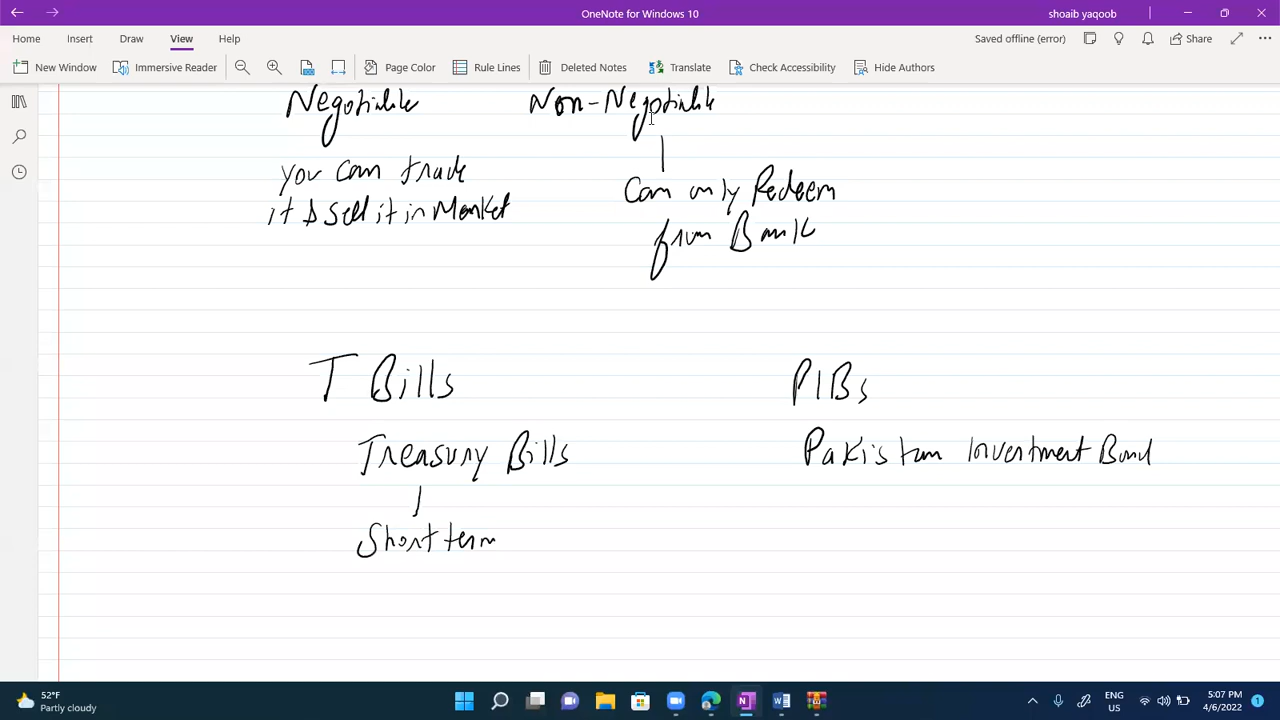 OneNote for Windows 10
shoaib yaqoob
Home Insert Draw View Help
Saved offline (error)
Share
New Window Immersive Reader Page Color Rule Lines Deleted Notes Translate Check Accessibility Hide Authors
Negotiable Non-Negotiable
you can trade
it & sell it in Market
Can only Redeem
from Bank
T Bills PIBs
Treasury Bills Pakistan Investment Bond
Short term
52°F
Partly cloudy
ENG
US
5:07 PM
4/6/2022